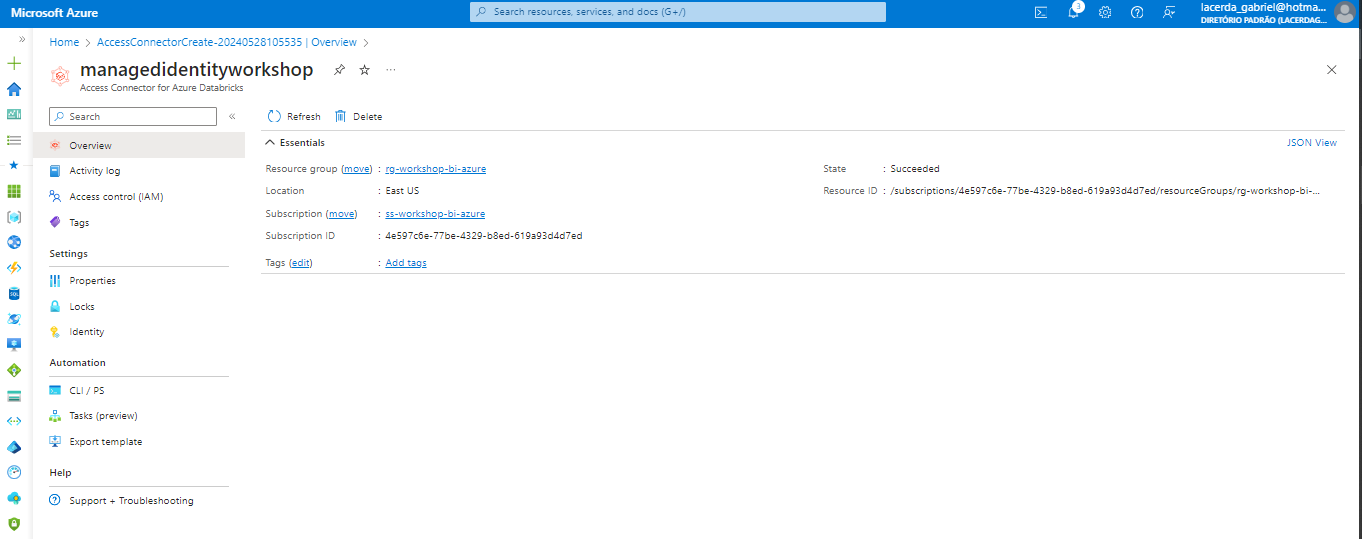 Microsoft Azure
Search resources, services, and docs (G+/)
3
lacerda_gabriel@hotma...
DIRETÓRIO PADRÃO (LACERDAG...
Home > AccessConnectorCreate-20240528105535 | Overview >
managedidentityworkshop
Access Connector for Azure Databricks
Search
Refresh Delete
Overview
Activity log
Access control (IAM)
Tags
Settings
Properties
Locks
Identity
Automation
CLI / PS
Tasks (preview)
Export template
Help
Support + Troubleshooting
Essentials
JSON View
Resource group (move) : rg-workshop-bi-azure
Location : East US
Subscription (move) : ss-workshop-bi-azure
Subscription ID : 4e597c6e-77be-4329-b8ed-619a93d4d7ed
Tags (edit) : Add tags
State : Succeeded
Resource ID : /subscriptions/4e597c6e-77be-4329-b8ed-619a93d4d7ed/resourceGroups/rg-workshop-bi-...